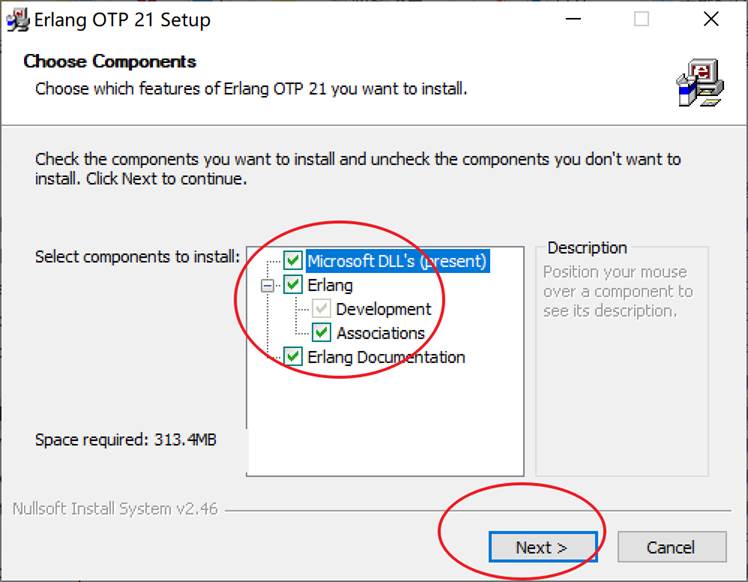 Erlang OTP 21 Setup
Choose Components
Choose which features of Erlang OTP 21 you want to install.
Check the components you want to install and uncheck the components you don't want to
install. Click Next to continue.
Select components to install:
Microsoft DLL's (present)
Erlang
Development
Associations
Erlang Documentation
Description
Position your mouse
over a component to
see its description.
Space required: 313.4MB
Nullsoft Install System v2.46
Next >
Cancel